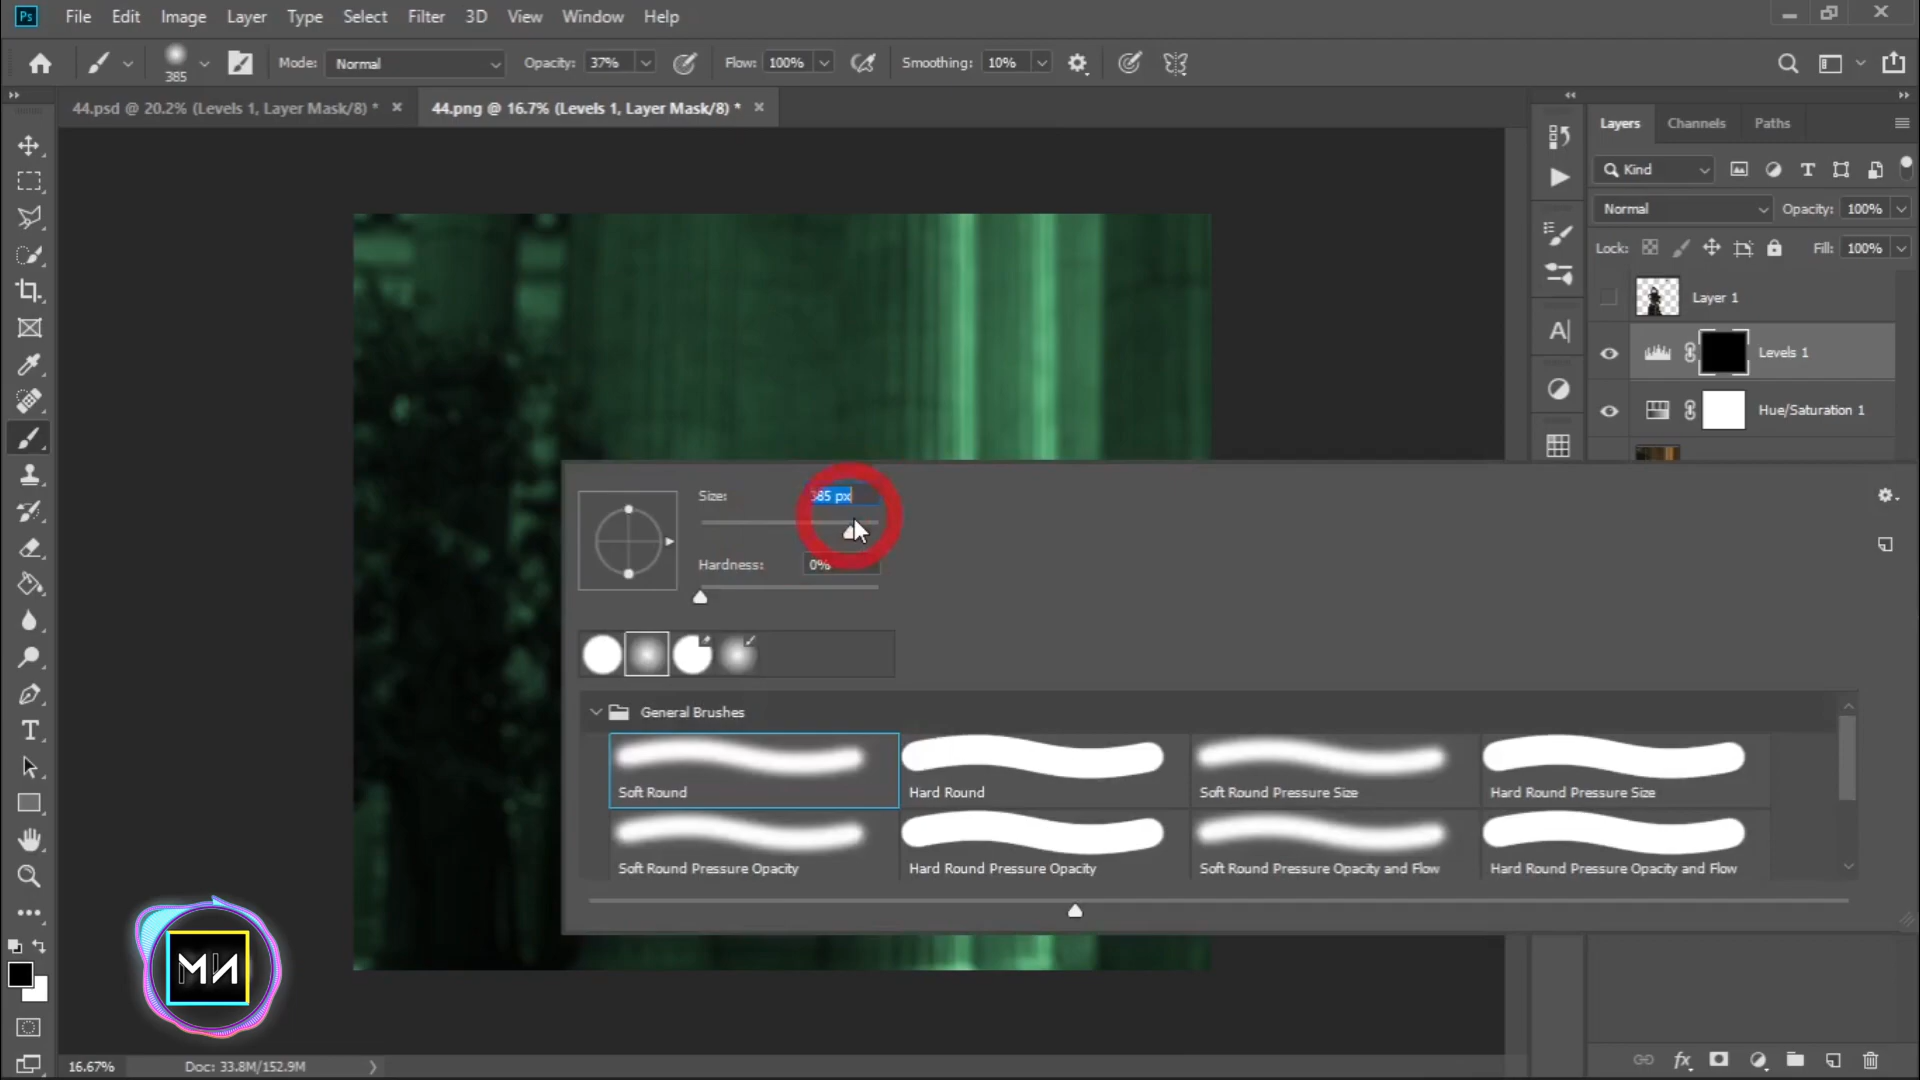 Ps File Edit Image Layer Type Select Filter 3D View Window Help
385 Mode: Normal Opacity: 37% Flow: 100% Smoothing: 10%
44.psd @ 20.2% (Levels 1, Layer Mask/8) * × 44.png @ 16.7% (Levels 1, Layer Mask/8) * ×
Layers Channels Paths
Kind
Normal Opacity: 100%
Lock: Fill: 100%
Layer 1
Levels 1
Hue/Saturation 1
Size: 385 px
Hardness: 0%
General Brushes
Soft Round Hard Round Soft Round Pressure Size Hard Round Pressure Size
Soft Round Pressure Opacity Hard Round Pressure Opacity Soft Round Pressure Opacity and Flow Hard Round Pressure Opacity and Flow
16.67% Doc: 33.8M/152.9M